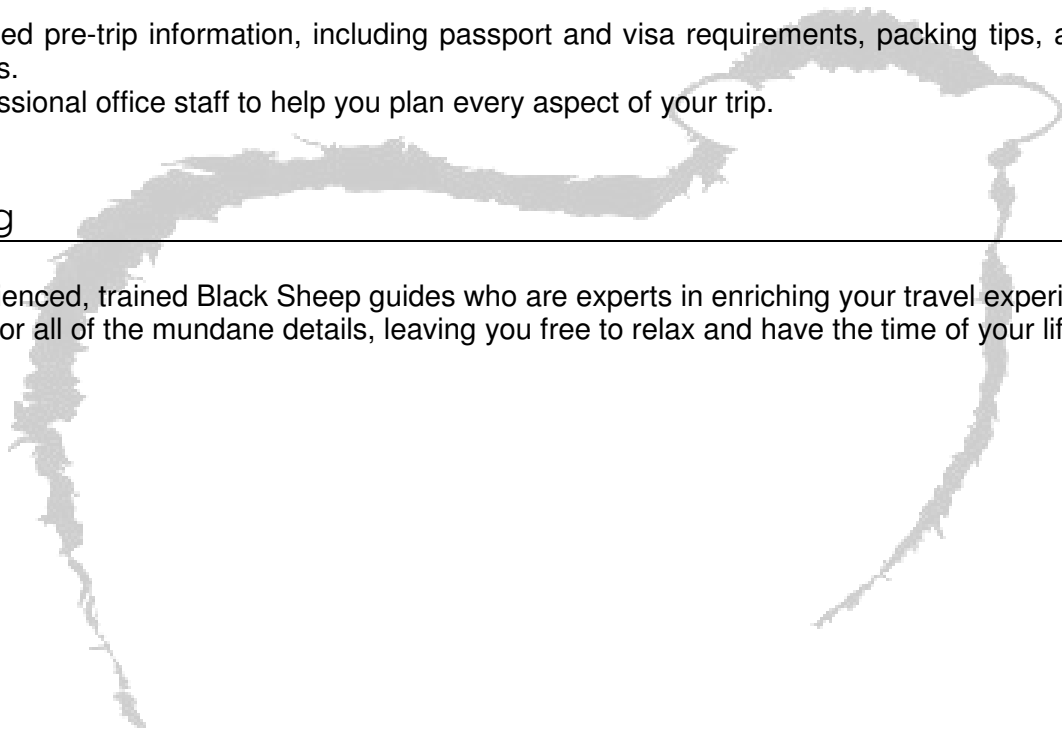 ed pre-trip information, including passport and visa requirements, packing tips, a
s.
ssional office staff to help you plan every aspect of your trip.
g
ienced, trained Black Sheep guides who are experts in enriching your travel experi
or all of the mundane details, leaving you free to relax and have the time of your lif